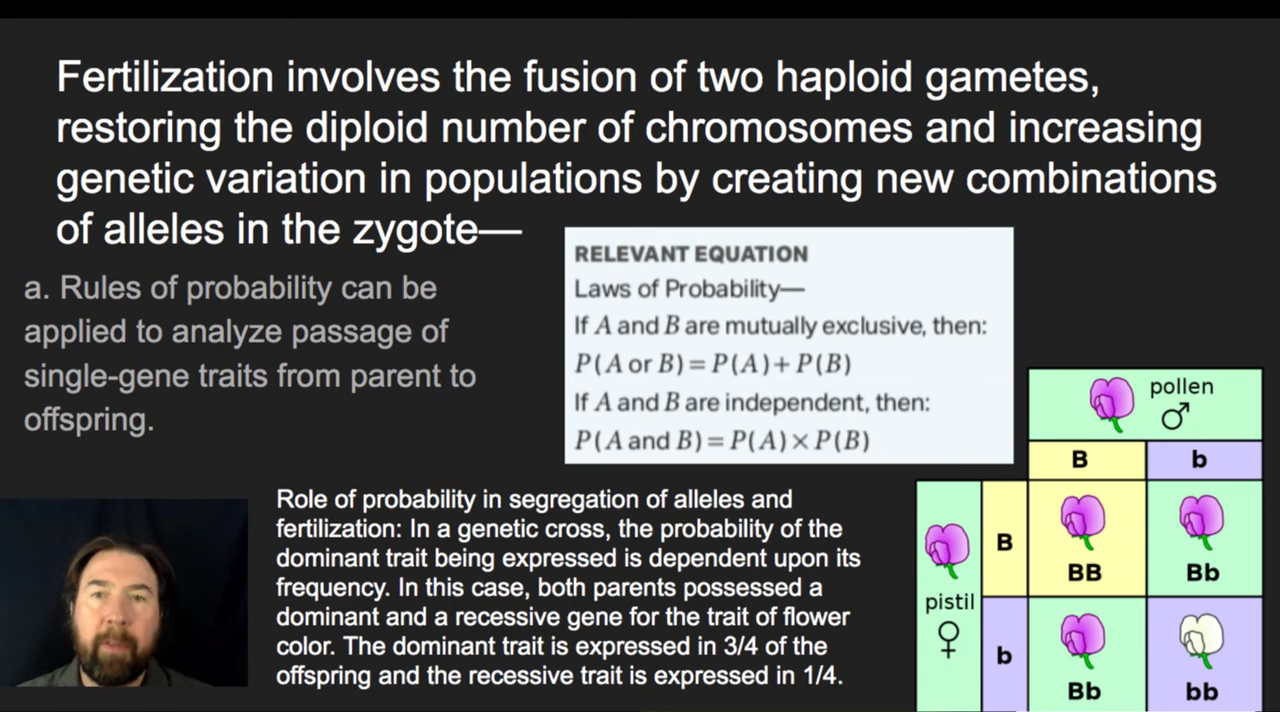 Fertilization involves the fusion of two haploid gametes,
restoring the diploid number of chromosomes and increasing
genetic variation in populations by creating new combinations
of alleles in the zygote—
a. Rules of probability can be
applied to analyze passage of
single-gene traits from parent to
offspring.
RELEVANT EQUATION
Laws of Probability—
If A and B are mutually exclusive, then:
P(A or B) = P(A) + P(B)
If A and B are independent, then:
P(A and B) = P(A) × P(B)
Role of probability in segregation of alleles and
fertilization: In a genetic cross, the probability of the
dominant trait being expressed is dependent upon its
frequency. In this case, both parents possessed a
dominant and a recessive gene for the trait of flower
color. The dominant trait is expressed in 3/4 of the
offspring and the recessive trait is expressed in 1/4.
pollen
♂
B b
B
BB Bb
pistil
♀
b
Bb bb